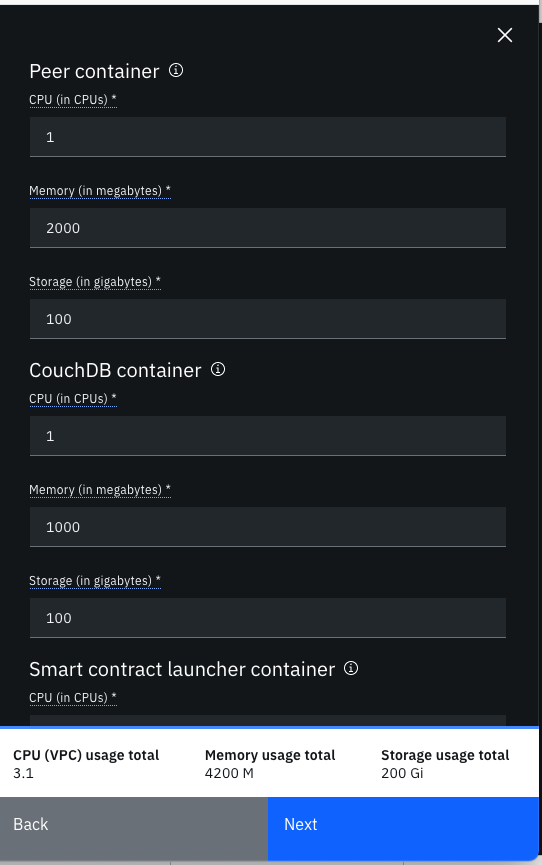 Peer container
CPU (in CPUs) *
1
Memory (in megabytes) *
2000
Storage (in gigabytes) *
100
CouchDB container
CPU (in CPUs) *
1
Memory (in megabytes) *
1000
Storage (in gigabytes) *
100
Smart contract launcher container
CPU (in CPUs) *
CPU (VPC) usage total Memory usage total Storage usage total
3.1 4200 M 200 Gi
Back Next